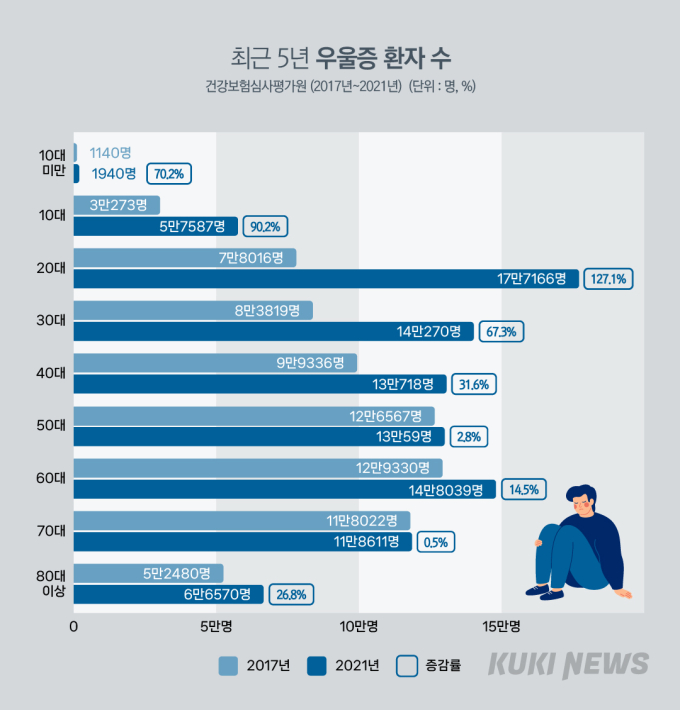 최근 5년 우울증 환자 수
건강보험심사평가원 (2017년~2021년) (단위 : 명, %)
10대
미만
1140명
1940명 70.2%
10대
3만273명
5만7587명 90.2%
20대
7만8016명
17만7166명 127.1%
30대
8만3819명
14만270명 67.3%
40대
9만9336명
13만718명 31.6%
50대
12만6567명
13만59명 2.8%
60대
12만9330명
14만8039명 14.5%
70대
11만8022명
11만8611명 0.5%
80대
이상
5만2480명
6만6570명 26.8%
0 5만명 10만명 15만명
2017년 2021년 증감률
KUKI NEWS